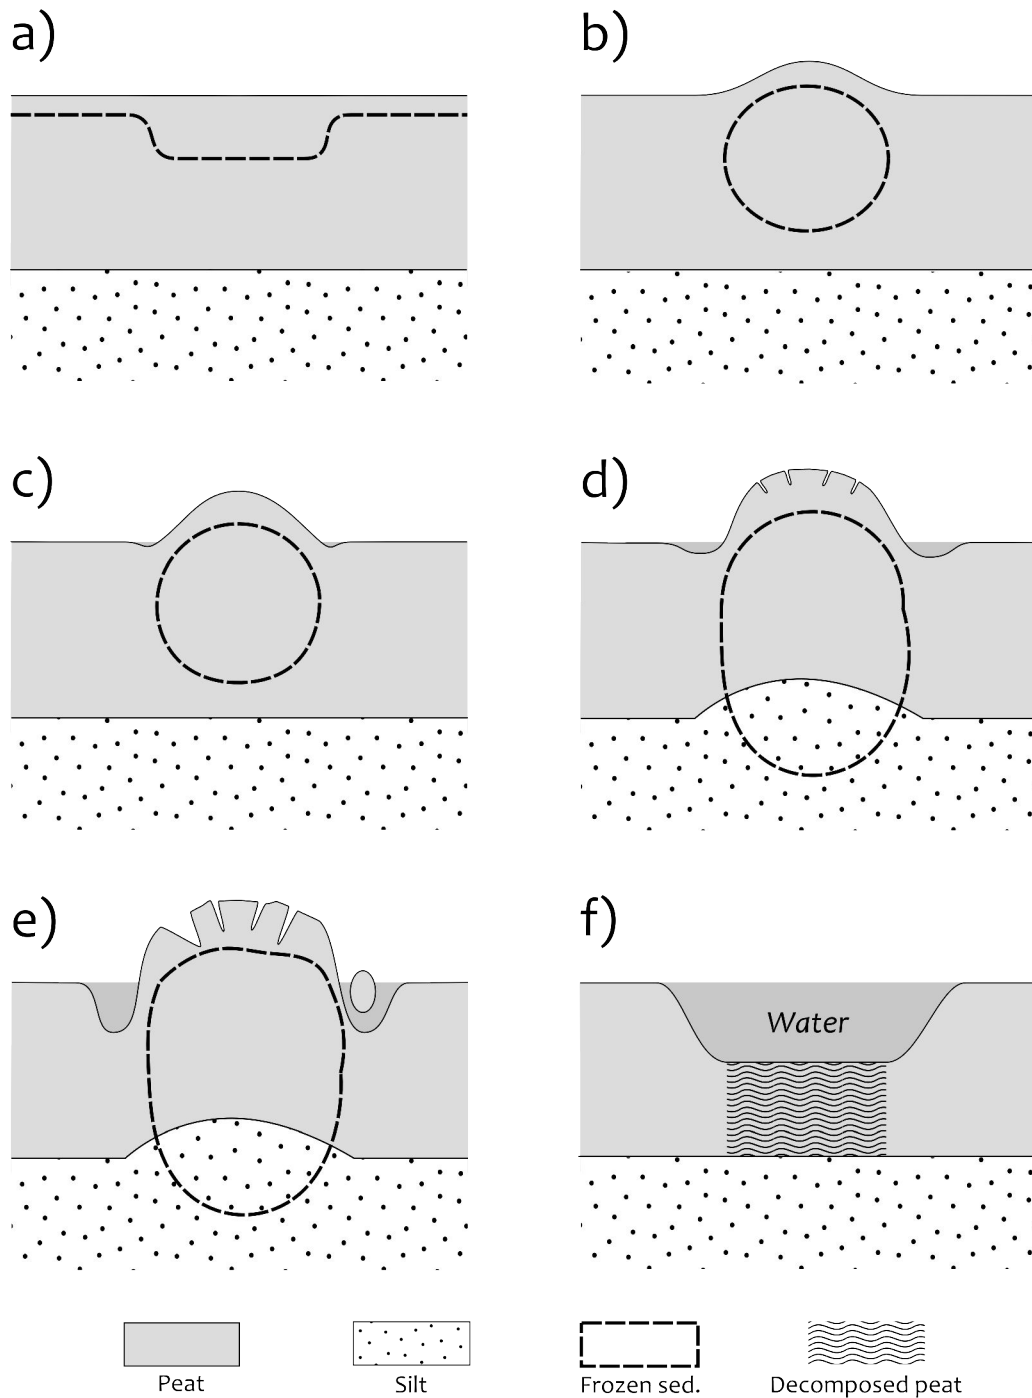 a)
b)
c)
d)
e)
f)
Water
Peat
Silt
Frozen sed.
Decomposed peat